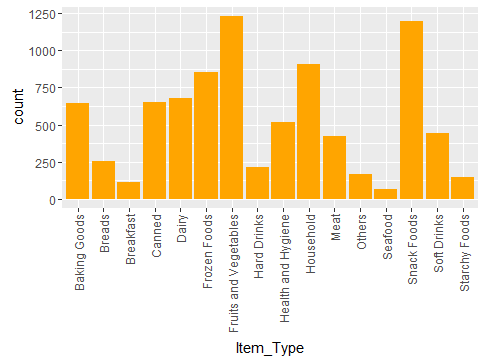 1250
1000
750
500
250
0
count
Baking Goods
Breads
Breakfast
Canned
Dairy
Frozen Foods
Fruits and Vegetables
Hard Drinks
Health and Hygiene
Household
Meat
Others
Seafood
Snack Foods
Soft Drinks
Starchy Foods
Item_Type